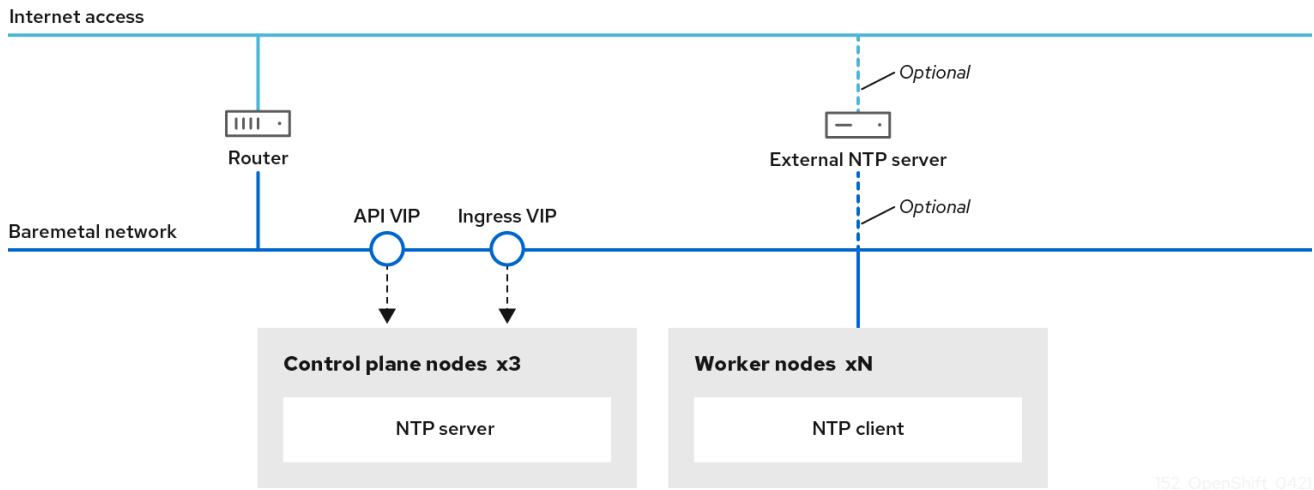 Internet access
Optional
Router
External NTP server
API VIP
Ingress VIP
Optional
Baremetal network
Control plane nodes x3
Worker nodes xN
NTP server
NTP client
152_OpenShift_0421